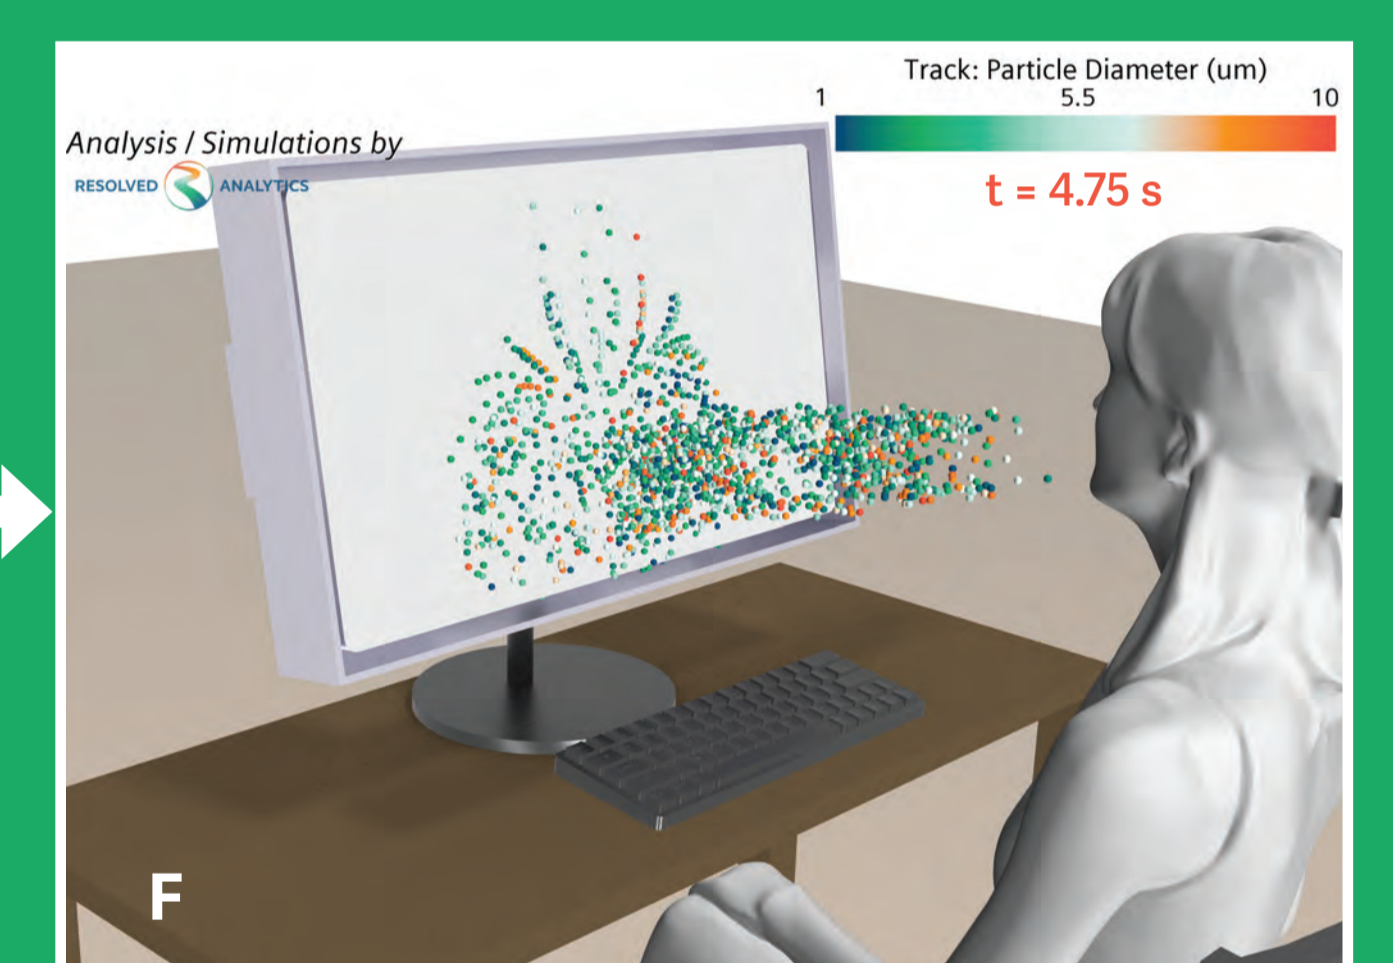 Track: Particle Diameter (um)
1 5.5 10
Analysis / Simulations by
RESOLVED ANALYTICS
t = 4.75 s
F